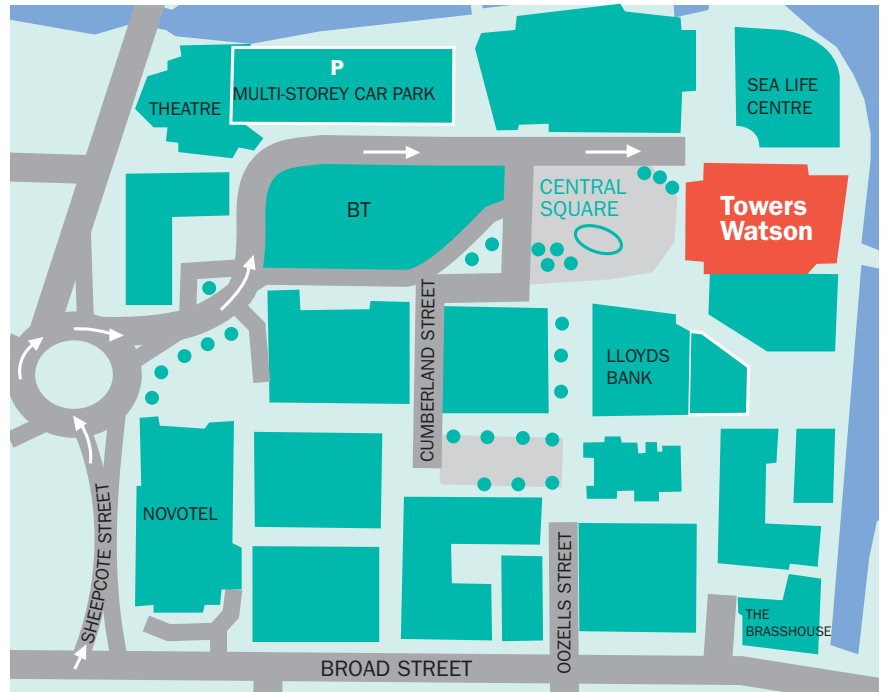 P
MULTI-STOREY CAR PARK
THEATRE
SEA LIFE
CENTRE
CENTRAL
SQUARE
Towers
Watson
BT
LLOYDS
BANK
CUMBERLAND STREET
NOVOTEL
SHEEPCOTE STREET
OOZELLS STREET
THE
BRASSHOUSE
BROAD STREET